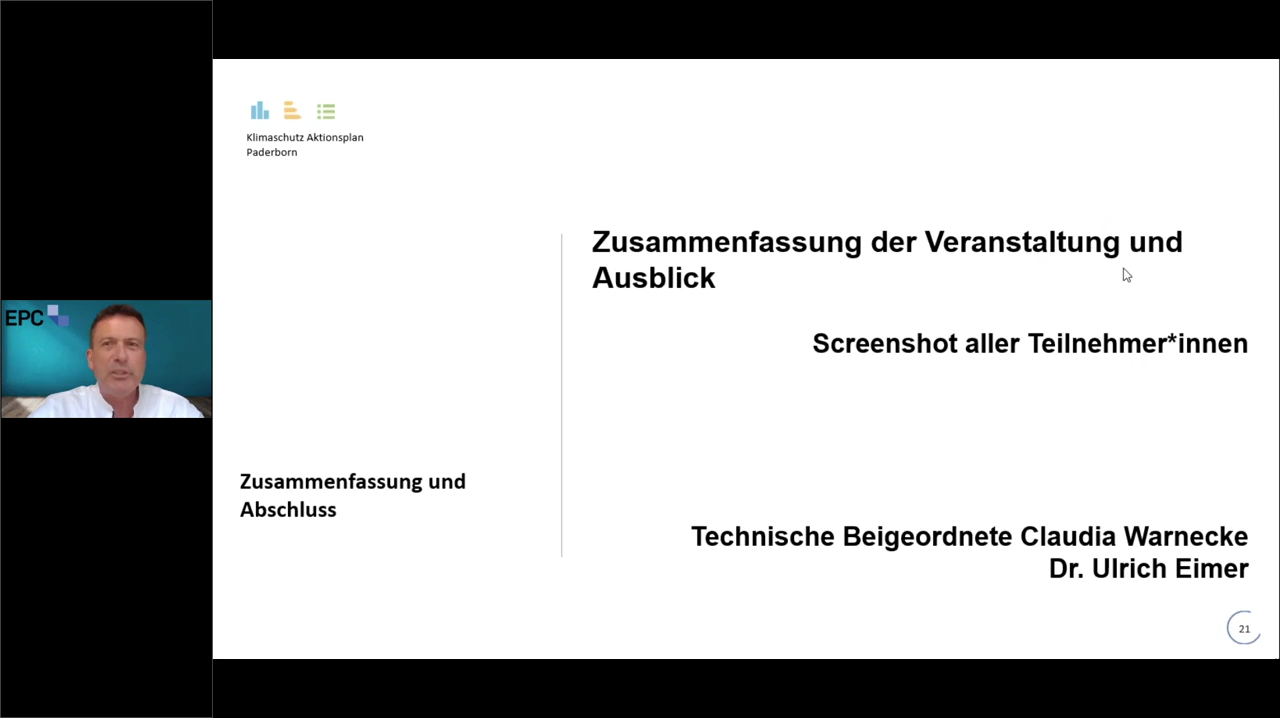 Klimaschutz Aktionsplan
Paderborn
EPC
Zusammenfassung der Veranstaltung und
Ausblick
Screenshot aller Teilnehmer*innen
Zusammenfassung und
Abschluss
Technische Beigeordnete Claudia Warnecke
Dr. Ulrich Eimer
21